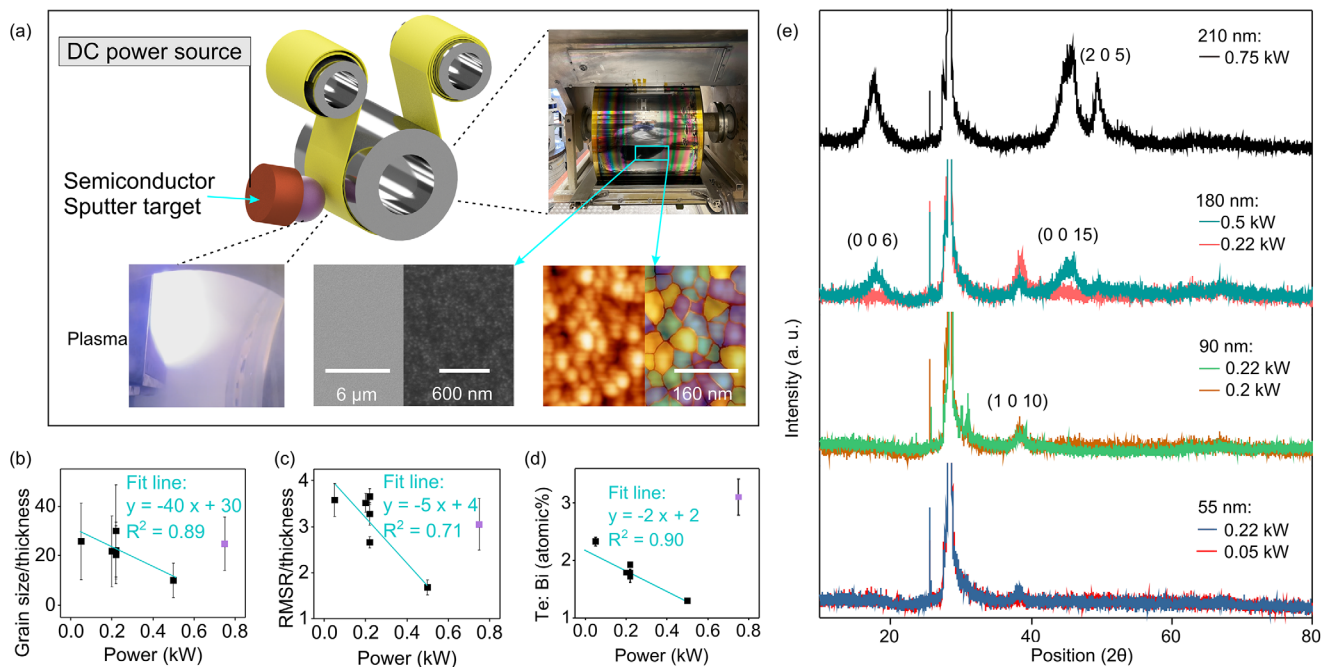 (a)
DC power source
Semiconductor
Sputter target
Plasma
6 μm
600 nm
160 nm
(b)
Fit line:
y = -40 x + 30
R² = 0.89
Grain size/thickness
40
20
0
0.0 0.2 0.4 0.6 0.8
Power (kW)
(c)
Fit line:
y = -5 x + 4
R² = 0.71
RMSR/thickness
4
3
2
1
0.0 0.2 0.4 0.6 0.8
Power (kW)
(d)
Fit line:
y = -2 x + 2
R² = 0.90
Te: Bi (atomic%)
3
2
1
0.0 0.2 0.4 0.6 0.8
Power (kW)
(e)
210 nm:
0.75 kW
(2 0 5)
180 nm:
0.5 kW
0.22 kW
(0 0 6)
(0 0 15)
90 nm:
0.22 kW
0.2 kW
(1 0 10)
55 nm:
0.22 kW
0.05 kW
Intensity (a. u.)
20 40 60 80
Position (2θ)